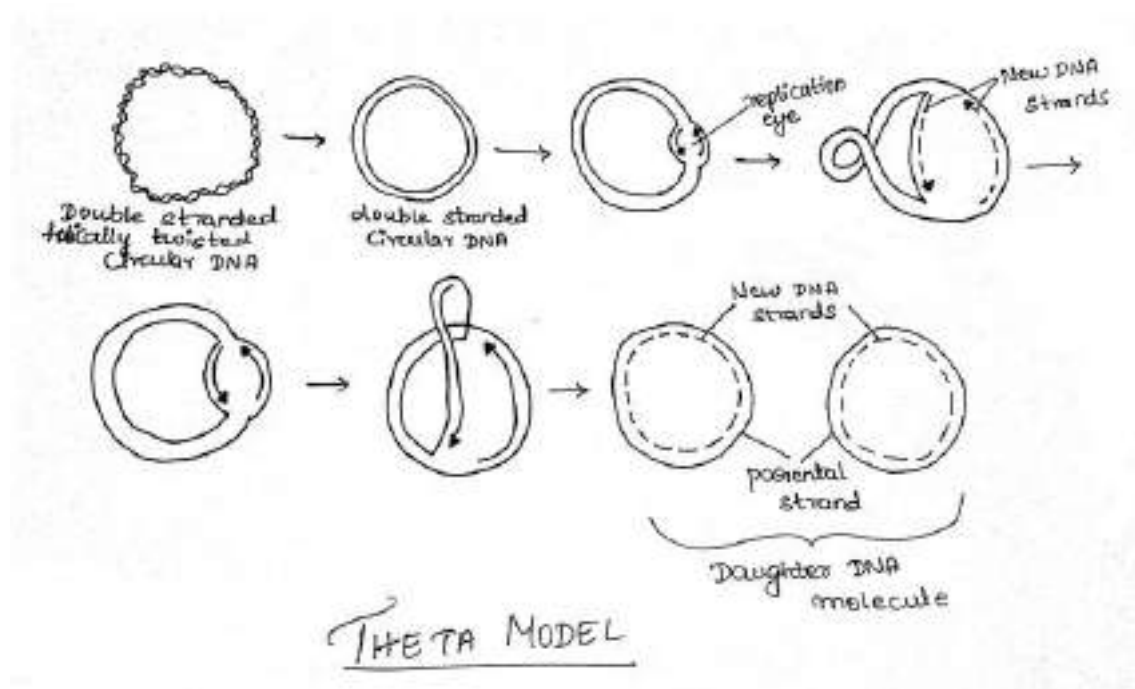 Double stranded
tolically twisted
Circular DNA
double stranded
Circular DNA
replication
eye
New DNA
strands
New DNA
strands
parental
strand
Daughter DNA
molecule
THETA MODEL